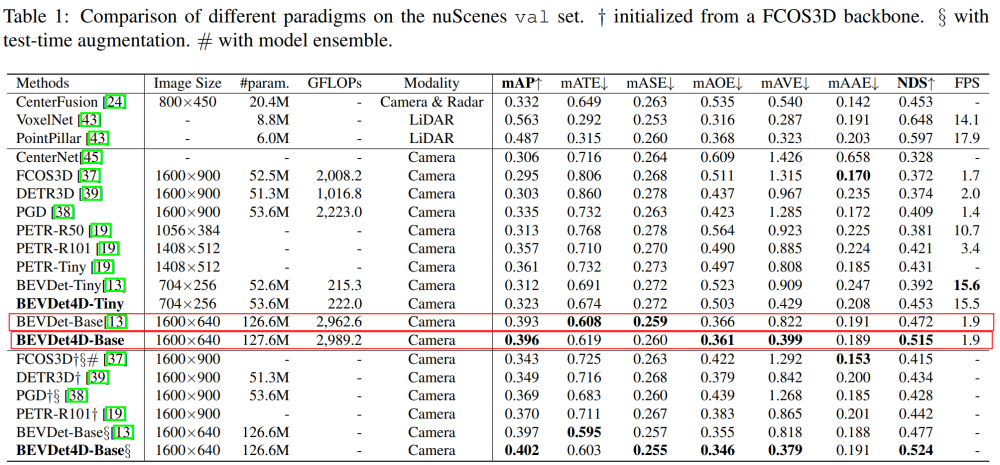 Table 1: Comparison of different paradigms on the nuScenes val set. † initialized from a FCOS3D backbone. § with
test-time augmentation. # with model ensemble.
Methods Image Size #param. GFLOPs Modality mAP↑ mATE↓ mASE↓ mAOE↓ mAVE↓ mAAE↓ NDS↑ FPS
CenterFusion [24] 800×450 20.4M - Camera & Radar 0.332 0.649 0.263 0.535 0.540 0.142 0.453 -
VoxelNet [43] - 8.8M - LiDAR 0.563 0.292 0.253 0.316 0.287 0.191 0.648 14.1
PointPillar [43] - 6.0M - LiDAR 0.487 0.315 0.260 0.368 0.323 0.203 0.597 17.9
CenterNet[45] - - - Camera 0.306 0.716 0.264 0.609 1.426 0.658 0.328 -
FCOS3D [37] 1600×900 52.5M 2,008.2 Camera 0.295 0.806 0.268 0.511 1.315 0.170 0.372 1.7
DETR3D [39] 1600×900 51.3M 1,016.8 Camera 0.303 0.860 0.278 0.437 0.967 0.235 0.374 2.0
PGD [38] 1600×900 53.6M 2,223.0 Camera 0.335 0.732 0.263 0.423 1.285 0.172 0.409 1.4
PETR-R50 [19] 1056×384 - - Camera 0.313 0.768 0.278 0.564 0.923 0.225 0.381 10.7
PETR-R101 [19] 1408×512 - - Camera 0.357 0.710 0.270 0.490 0.885 0.224 0.421 3.4
PETR-Tiny [19] 1408×512 - - Camera 0.361 0.732 0.273 0.497 0.808 0.185 0.431 -
BEVDet-Tiny[13] 704×256 52.6M 215.3 Camera 0.312 0.691 0.272 0.523 0.909 0.247 0.392 15.6
BEVDet4D-Tiny 704×256 53.6M 222.0 Camera 0.323 0.674 0.272 0.503 0.429 0.208 0.453 15.5
BEVDet-Base[13] 1600×640 126.6M 2,962.6 Camera 0.393 0.608 0.259 0.366 0.822 0.191 0.472 1.9
BEVDet4D-Base 1600×640 127.6M 2,989.2 Camera 0.396 0.619 0.260 0.361 0.399 0.189 0.515 1.9
FCOS3D†§# [37] 1600×900 - - Camera 0.343 0.725 0.263 0.422 1.292 0.153 0.415 -
DETR3D† [39] 1600×900 51.3M - Camera 0.349 0.716 0.268 0.379 0.842 0.200 0.434 -
PGD†§ [38] 1600×900 53.6M - Camera 0.369 0.683 0.260 0.439 1.268 0.185 0.428 -
PETR-R101† [19] 1600×900 - - Camera 0.370 0.711 0.267 0.383 0.865 0.201 0.442 -
BEVDet-Base§[13] 1600×640 126.6M - Camera 0.397 0.595 0.257 0.355 0.818 0.188 0.477 -
BEVDet4D-Base§ 1600×640 126.6M - Camera 0.402 0.603 0.255 0.346 0.379 0.191 0.524 -